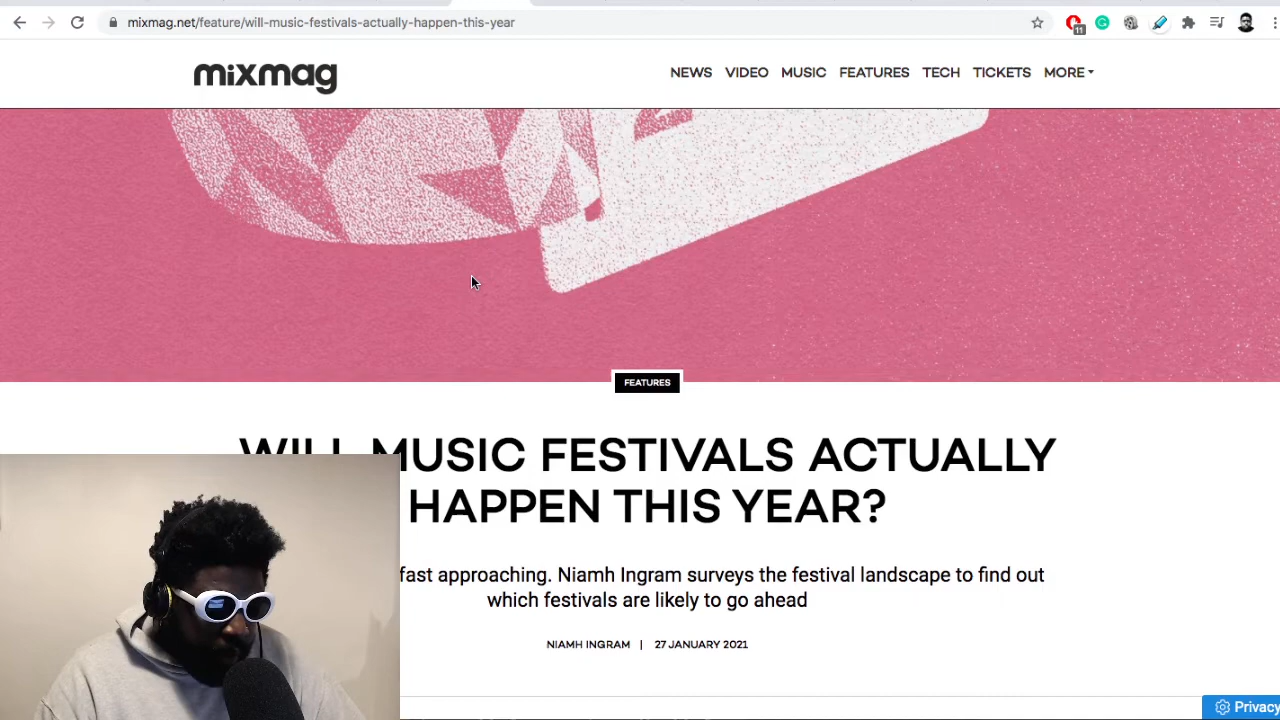 mixmag.net/feature/will-music-festivals-actually-happen-this-year
11
mixmag
NEWS VIDEO MUSIC FEATURES TECH TICKETS MORE
FEATURES
WILL MUSIC FESTIVALS ACTUALLY
HAPPEN THIS YEAR?
fast approaching. Niamh Ingram surveys the festival landscape to find out
which festivals are likely to go ahead
NIAMH INGRAM | 27 JANUARY 2021
Privacy